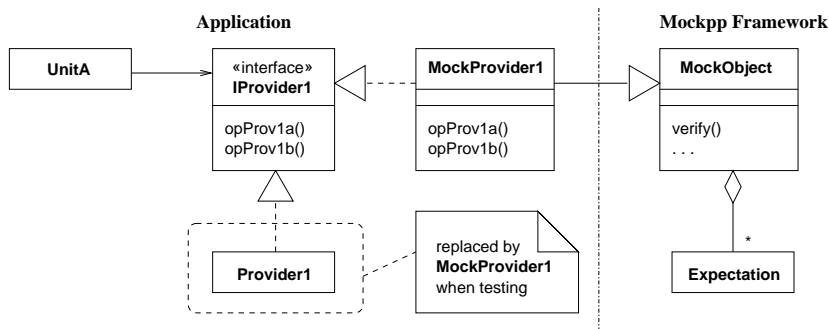 Application
Mockpp Framework
UnitA
«interface»
IProvider1
opProv1a()
opProv1b()
MockProvider1
opProv1a()
opProv1b()
MockObject
verify()
. . .
Provider1
replaced by
MockProvider1
when testing
*
Expectation